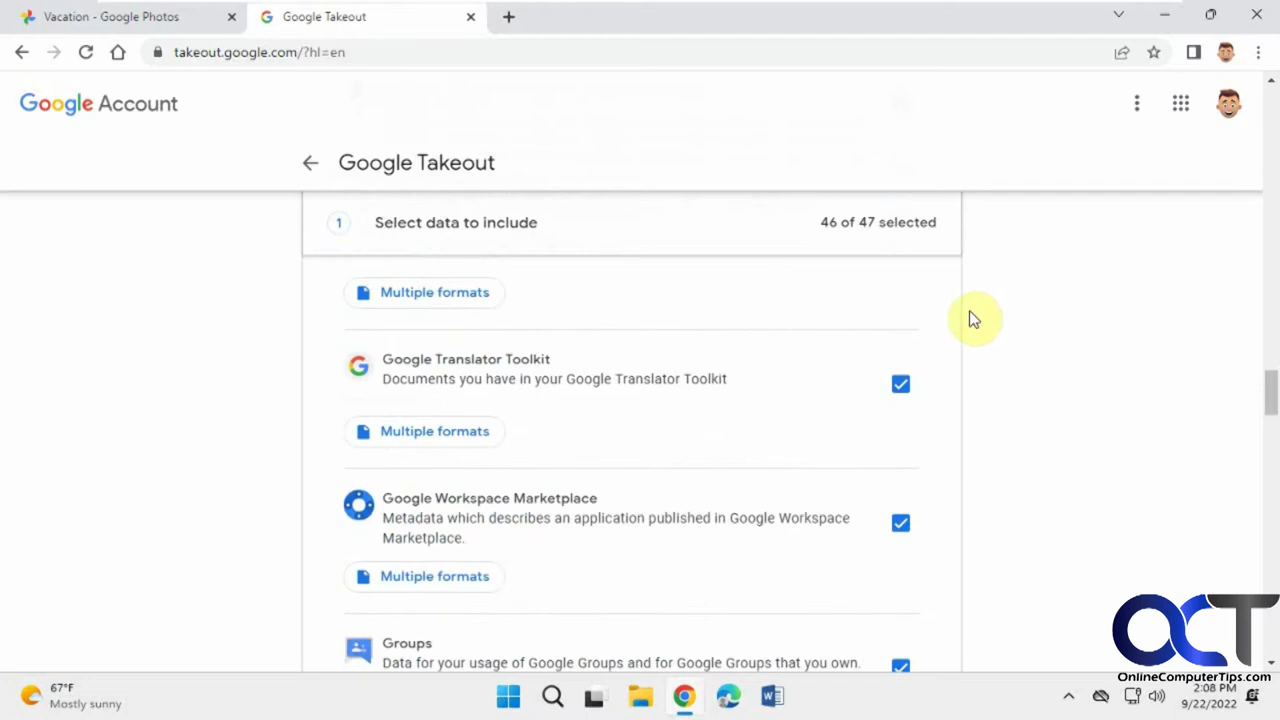 Vacation - Google Photos
Google Takeout
takeout.google.com/?hl=en
Google Account
Google Takeout
1 Select data to include 46 of 47 selected
Multiple formats
Google Translator Toolkit
Documents you have in your Google Translator Toolkit
Multiple formats
Google Workspace Marketplace
Metadata which describes an application published in Google Workspace
Marketplace.
Multiple formats
Groups
Data for your usage of Google Groups and for Google Groups that you own.
OCT
OnlineComputerTips.com
67°F
Mostly sunny
2:08 PM
9/22/2022